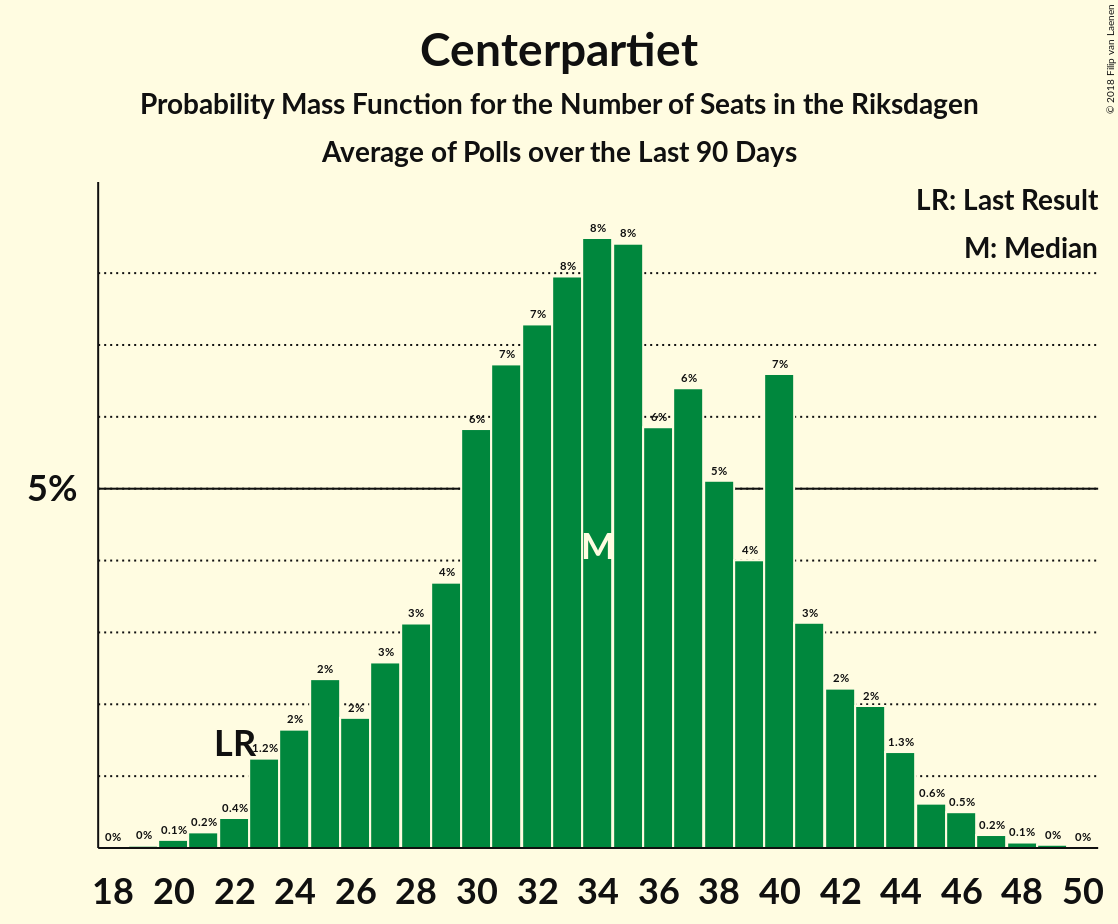 Centerpartiet
Probability Mass Function for the Number of Seats in the Riksdagen
Average of Polls over the Last 90 Days
© 2018 Filip van Laenen
LR: Last Result
M: Median
5%
0% 0% 0.1% 0.2% 0.4% 1.2% 2% 2% 2% 3% 3% 4% 6% 7% 7% 8% 8% 8% 6% 6% 5% 4% 7% 3% 2% 2% 1.3% 0.6% 0.5% 0.2% 0.1% 0% 0%
LR
M
18 20 22 24 26 28 30 32 34 36 38 40 42 44 46 48 50